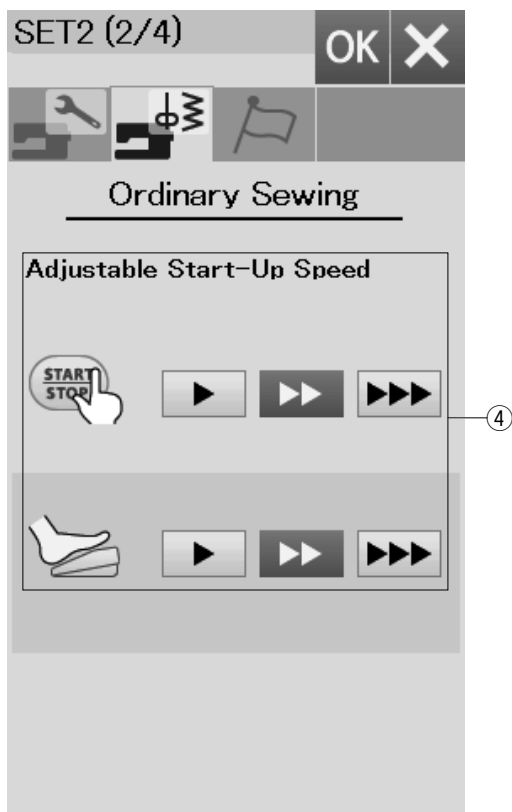 SET2 (2/4)
OK
Ordinary Sewing
Adjustable Start-Up Speed
START
STOP
④